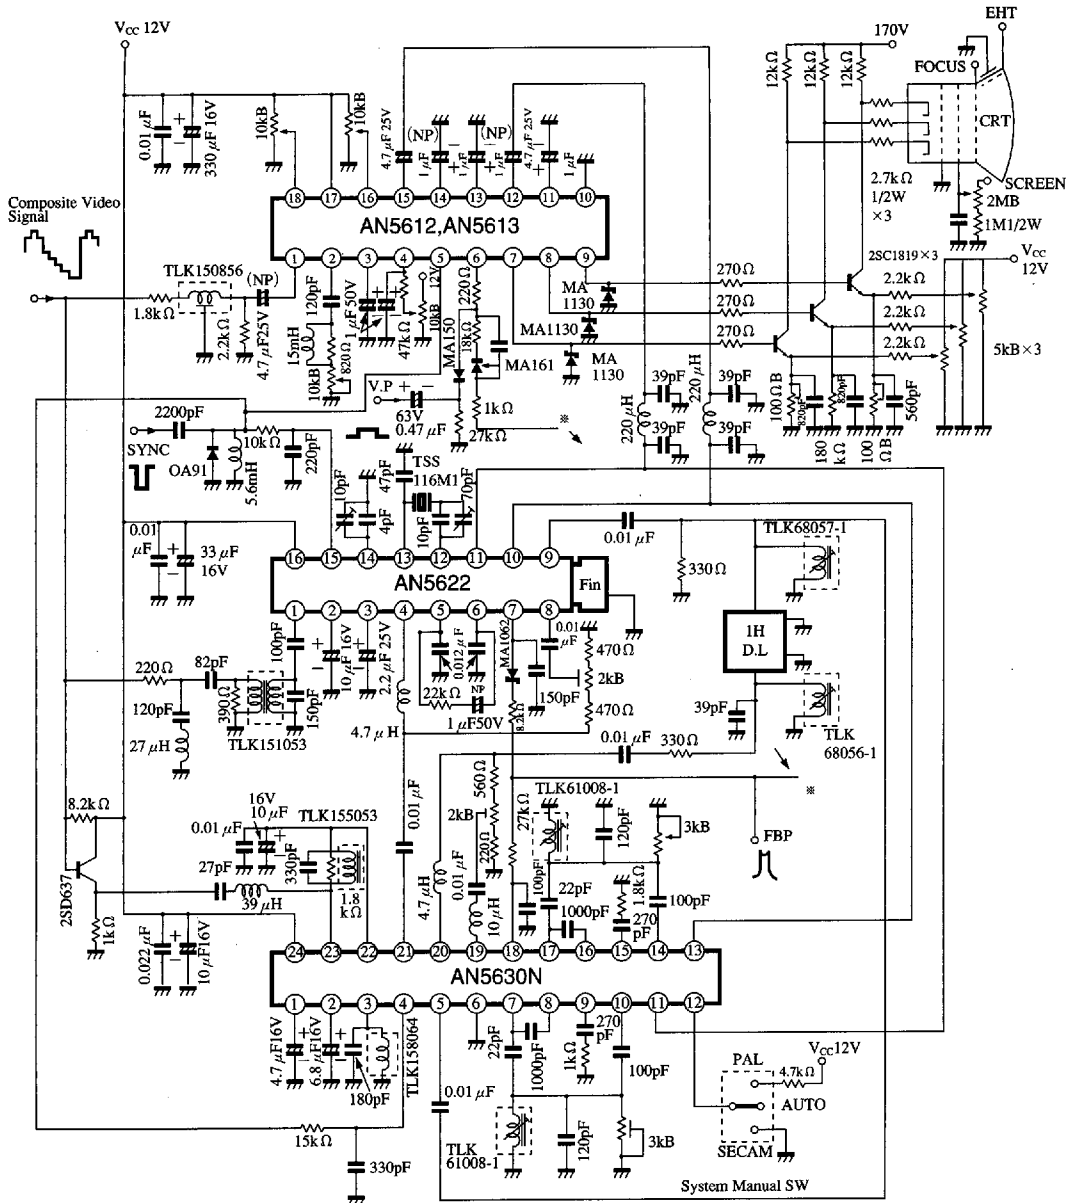 EHT
V_CC 12V
170V
FOCUS
12kΩ
12kΩ
12kΩ
CRT
0.01 μF
+
−
330 μF 16V
10kB
10kB
4.7 μF 25V
(NP)
1 μF
−
+
1 μF
−
+
(NP)
1 μF
4.7 μF 25V
−
+
1 μF
2.7kΩ
1/2W
×3
SCREEN
2MB
1M1/2W
18 17 16 15 14 13 12 11 10
AN5612,AN5613
1 2 3 4 5 6 7 8 9
Composite Video
Signal
V_CC
12V
2SC1819×3
TLK150856
(NP)
1.8kΩ
2.2kΩ
4.7 μF25V
120pF
15mH
820Ω
10kB
1 μF 50V
47kΩ
12V
10kB
220Ω
18kΩ
MA150
MA161
MA
1130
MA1130
MA
1130
270Ω
270Ω
270Ω
2.2kΩ
2.2kΩ
2.2kΩ
5kB×3
V.P + −
63V
0.47 μF
1kΩ
27kΩ
※
39pF
39pF
220 μH
220 μH
39pF
39pF
100Ω B
820pF
180
kΩ
820pF
100
Ω B
560pF
2200pF
SYNC
OA91
5.6mH
10kΩ
220pF
10pF
4pF
47pF
TSS
116M1
10pF
70pF
0.01
μF
+
−
33 μF
16V
0.01 μF
330Ω
TLK68057-1
16 15 14 13 12 11 10 9
AN5622
Fin
1 2 3 4 5 6 7 8
1H
D.L
100pF
+
−
10 μF 16V
+
−
2.2 μF 25V
0.012 μF
22kΩ
NP
1 μF50V
MA1062
8.2kΩ
150pF
0.01
μF
470Ω
2kB
470Ω
220Ω
82pF
120pF
27 μH
390Ω
150pF
TLK151053
4.7 μH
39pF
TLK
68056-1
0.01 μF
330Ω
※
FBP
8.2kΩ
2SD637
1kΩ
0.01 μF
16V
10 μF
+
−
TLK155053
27pF
39 μH
330pF
1.8
kΩ
0.01 μF
4.7 μH
560Ω
2kB
220Ω
0.01 μF
10 μH
27kΩ
TLK61008-1
100pF
120pF
3kB
22pF
1000pF
1.8kΩ
270
pF
100pF
0.022 μF
+
−
10 μF16V
24 23 22 21 20 19 18 17 16 15 14 13
AN5630N
1 2 3 4 5 6 7 8 9 10 11 12
4.7 μF16V
+
−
6.8 μF16V
+
−
180pF
TLK158064
0.01 μF
22pF
1000pF
270
pF
1kΩ
100pF
TLK
61008-1
120pF
3kB
15kΩ
330pF
PAL
4.7kΩ
V_CC12V
AUTO
SECAM
System Manual SW